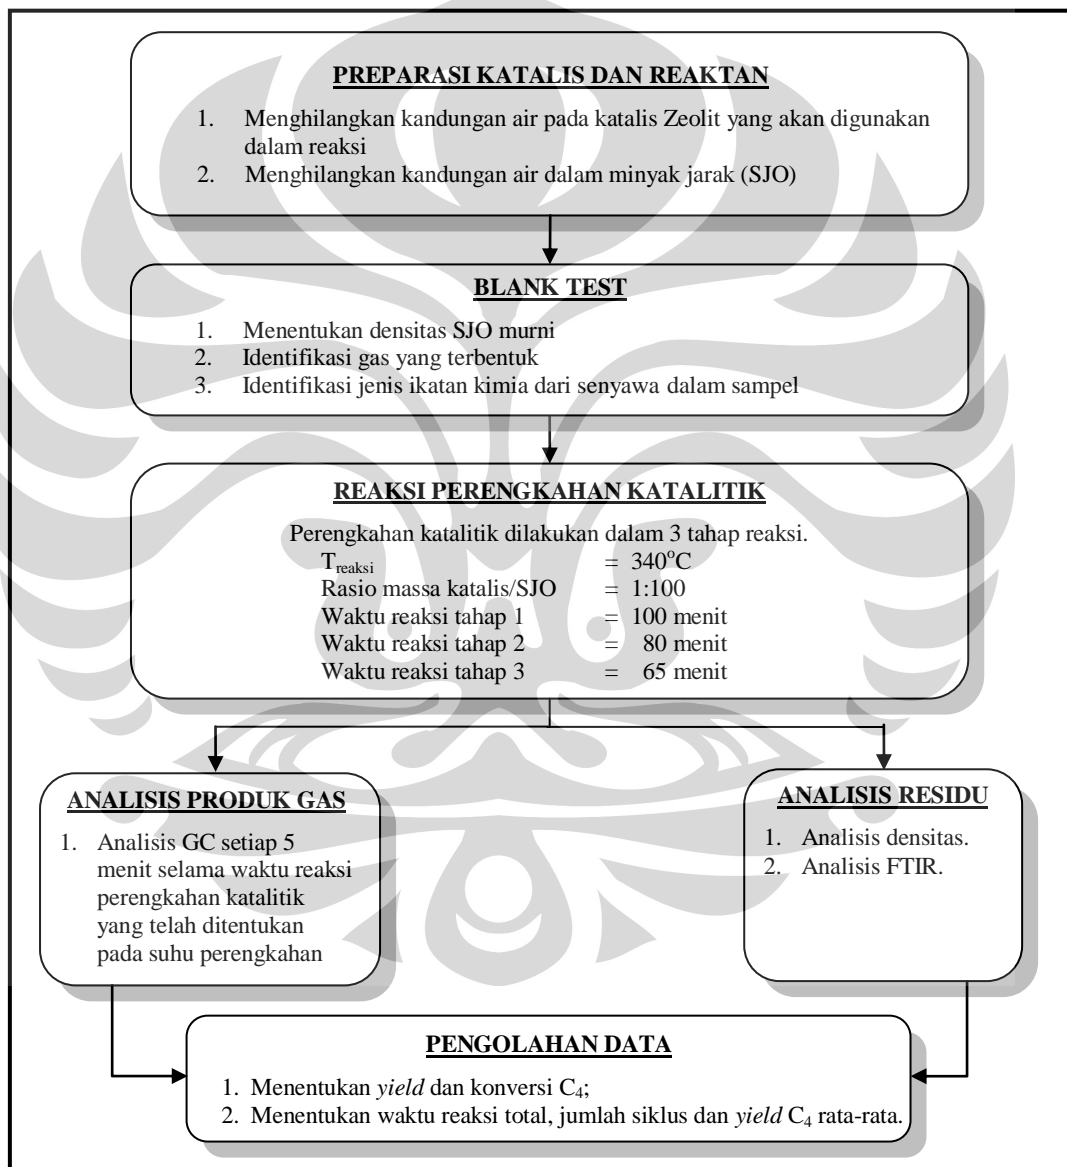 PREPARASI KATALIS DAN REAKTAN
1. Menghilangkan kandungan air pada katalis Zeolit yang akan digunakan
dalam reaksi
2. Menghilangkan kandungan air dalam minyak jarak (SJO)
BLANK TEST
1. Menentukan densitas SJO murni
2. Identifikasi gas yang terbentuk
3. Identifikasi jenis ikatan kimia dari senyawa dalam sampel
REAKSI PERENGKAHAN KATALITIK
Perengkahan katalitik dilakukan dalam 3 tahap reaksi.
Treaksi = 340°C
Rasio massa katalis/SJO = 1:100
Waktu reaksi tahap 1 = 100 menit
Waktu reaksi tahap 2 = 80 menit
Waktu reaksi tahap 3 = 65 menit
ANALISIS PRODUK GAS
1. Analisis GC setiap 5
menit selama waktu reaksi
perengkahan katalitik
yang telah ditentukan
pada suhu perengkahan
ANALISIS RESIDU
1. Analisis densitas.
2. Analisis FTIR.
PENGOLAHAN DATA
1. Menentukan yield dan konversi C₄;
2. Menentukan waktu reaksi total, jumlah siklus dan yield C₄ rata-rata.